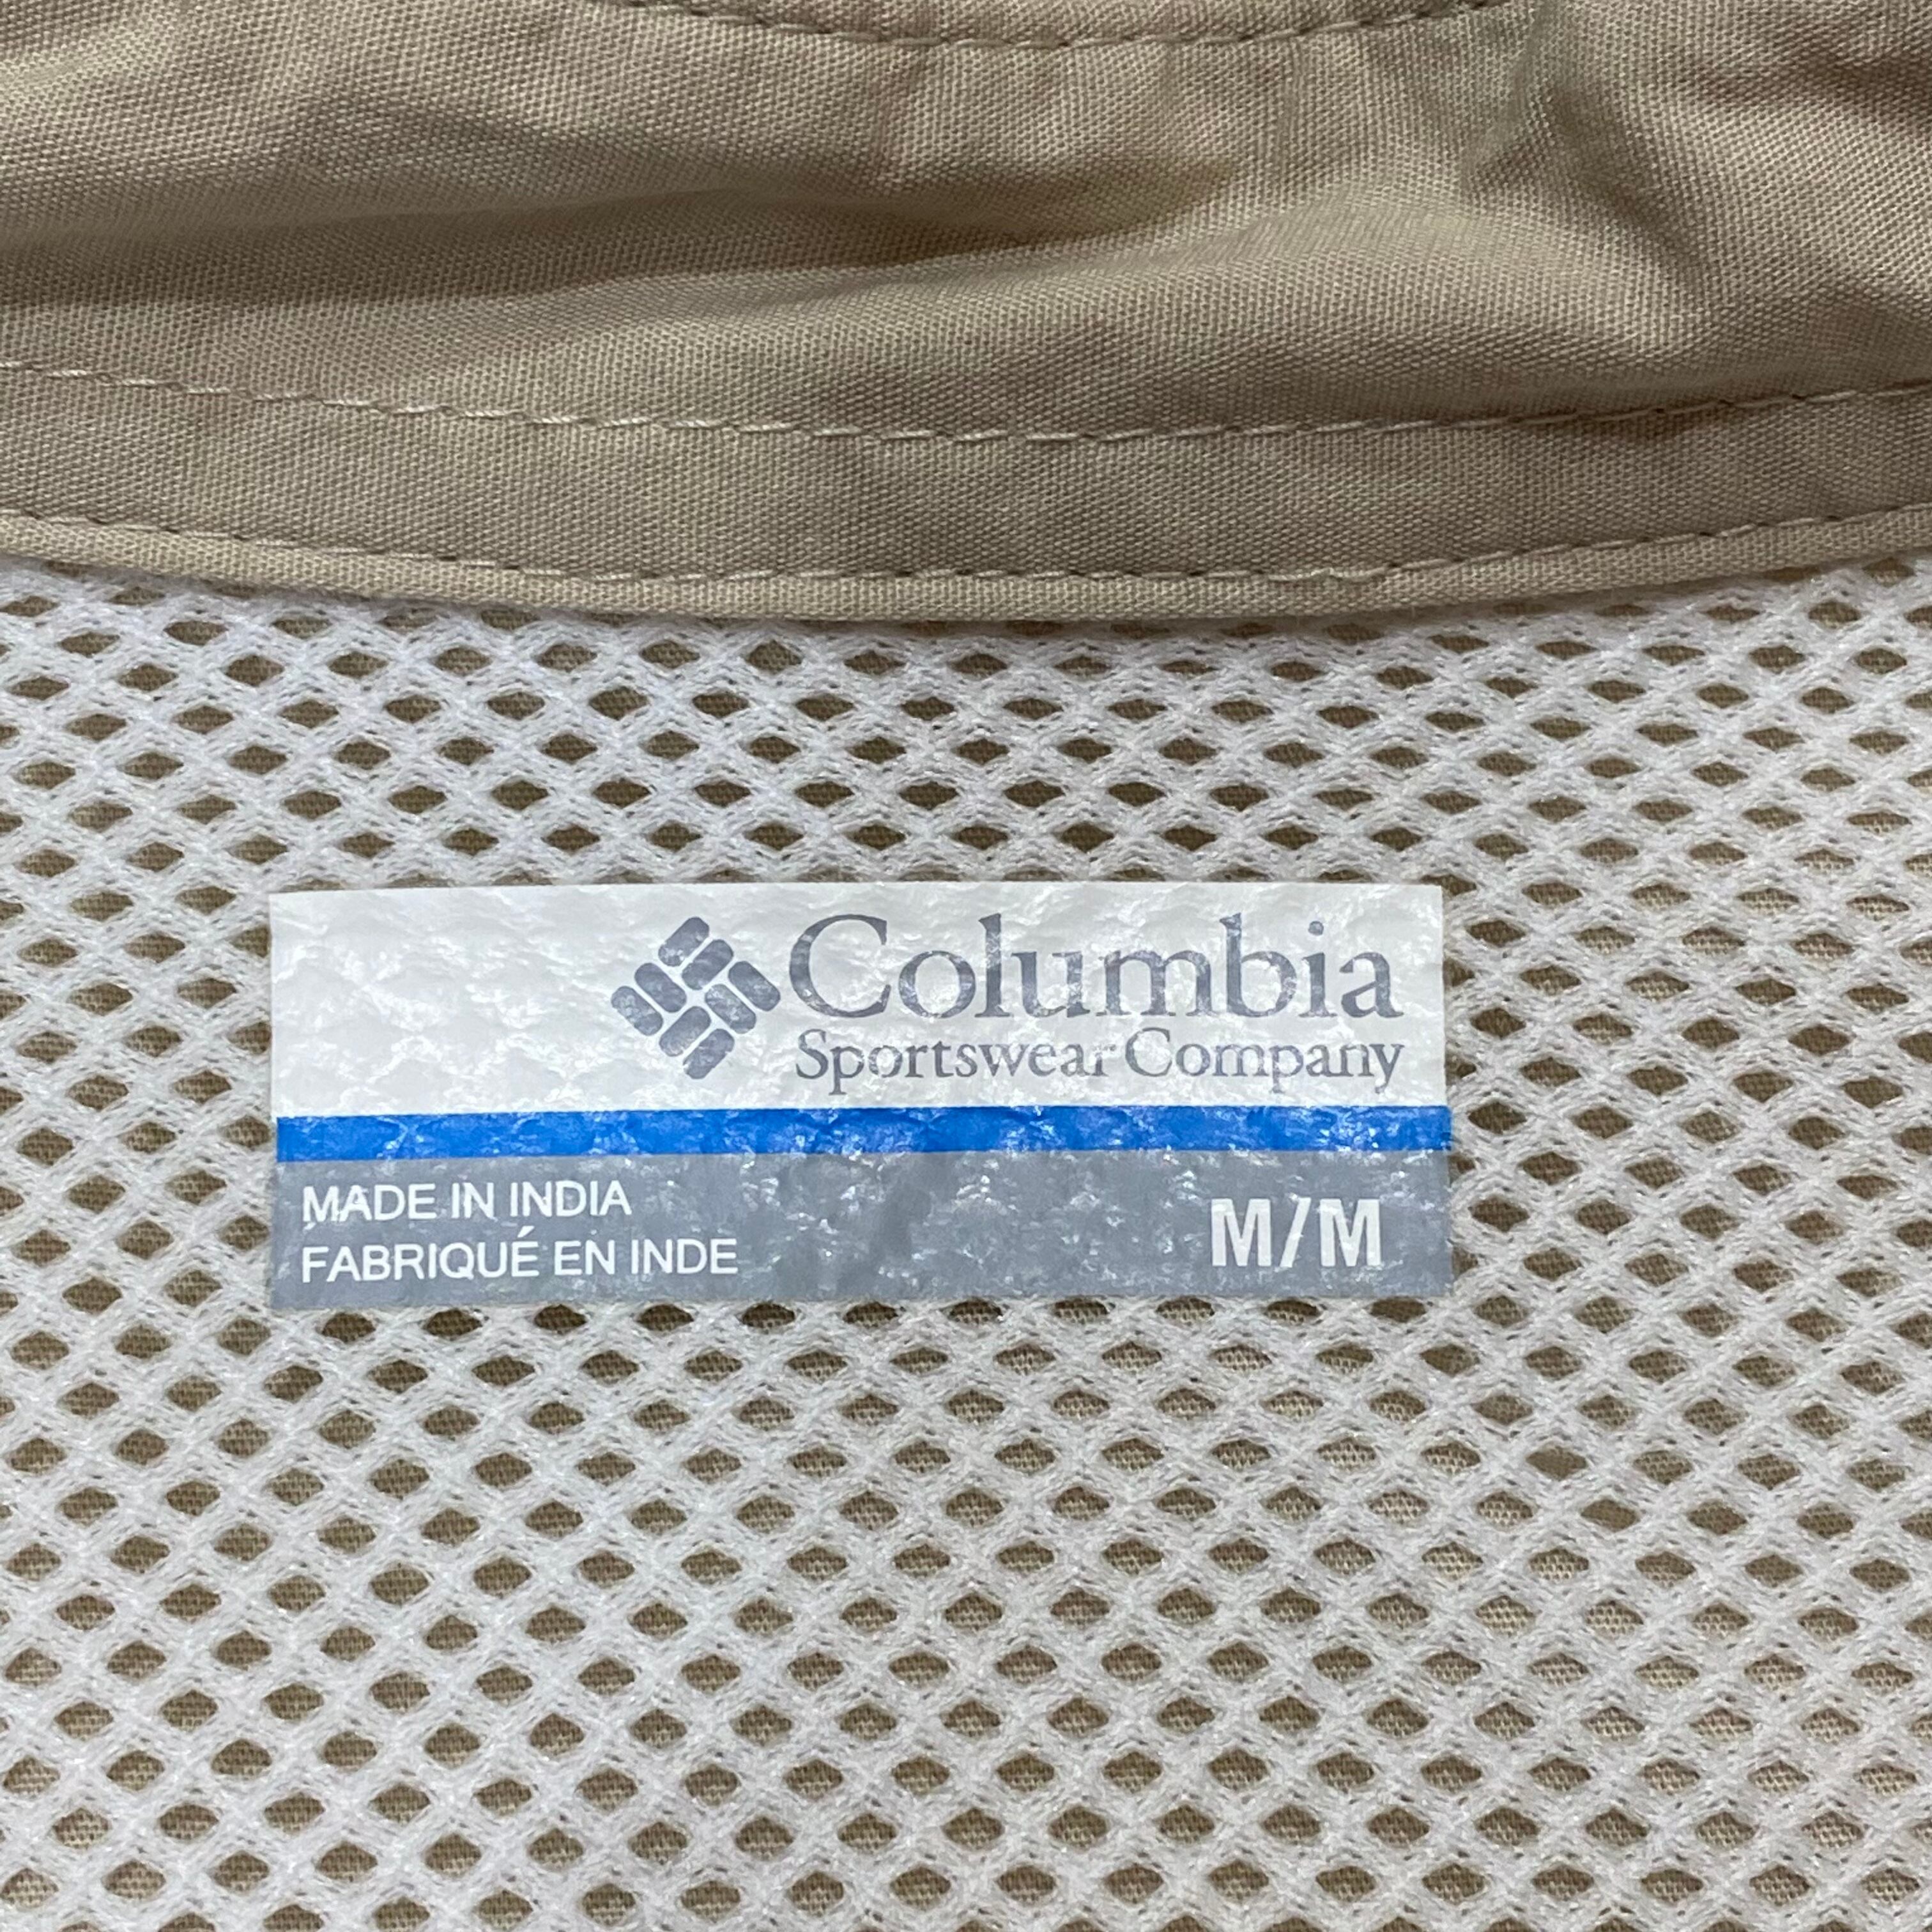 Columbia
Sportswear Company
MADE IN INDIA
FABRIQUÉ EN INDE
M/M